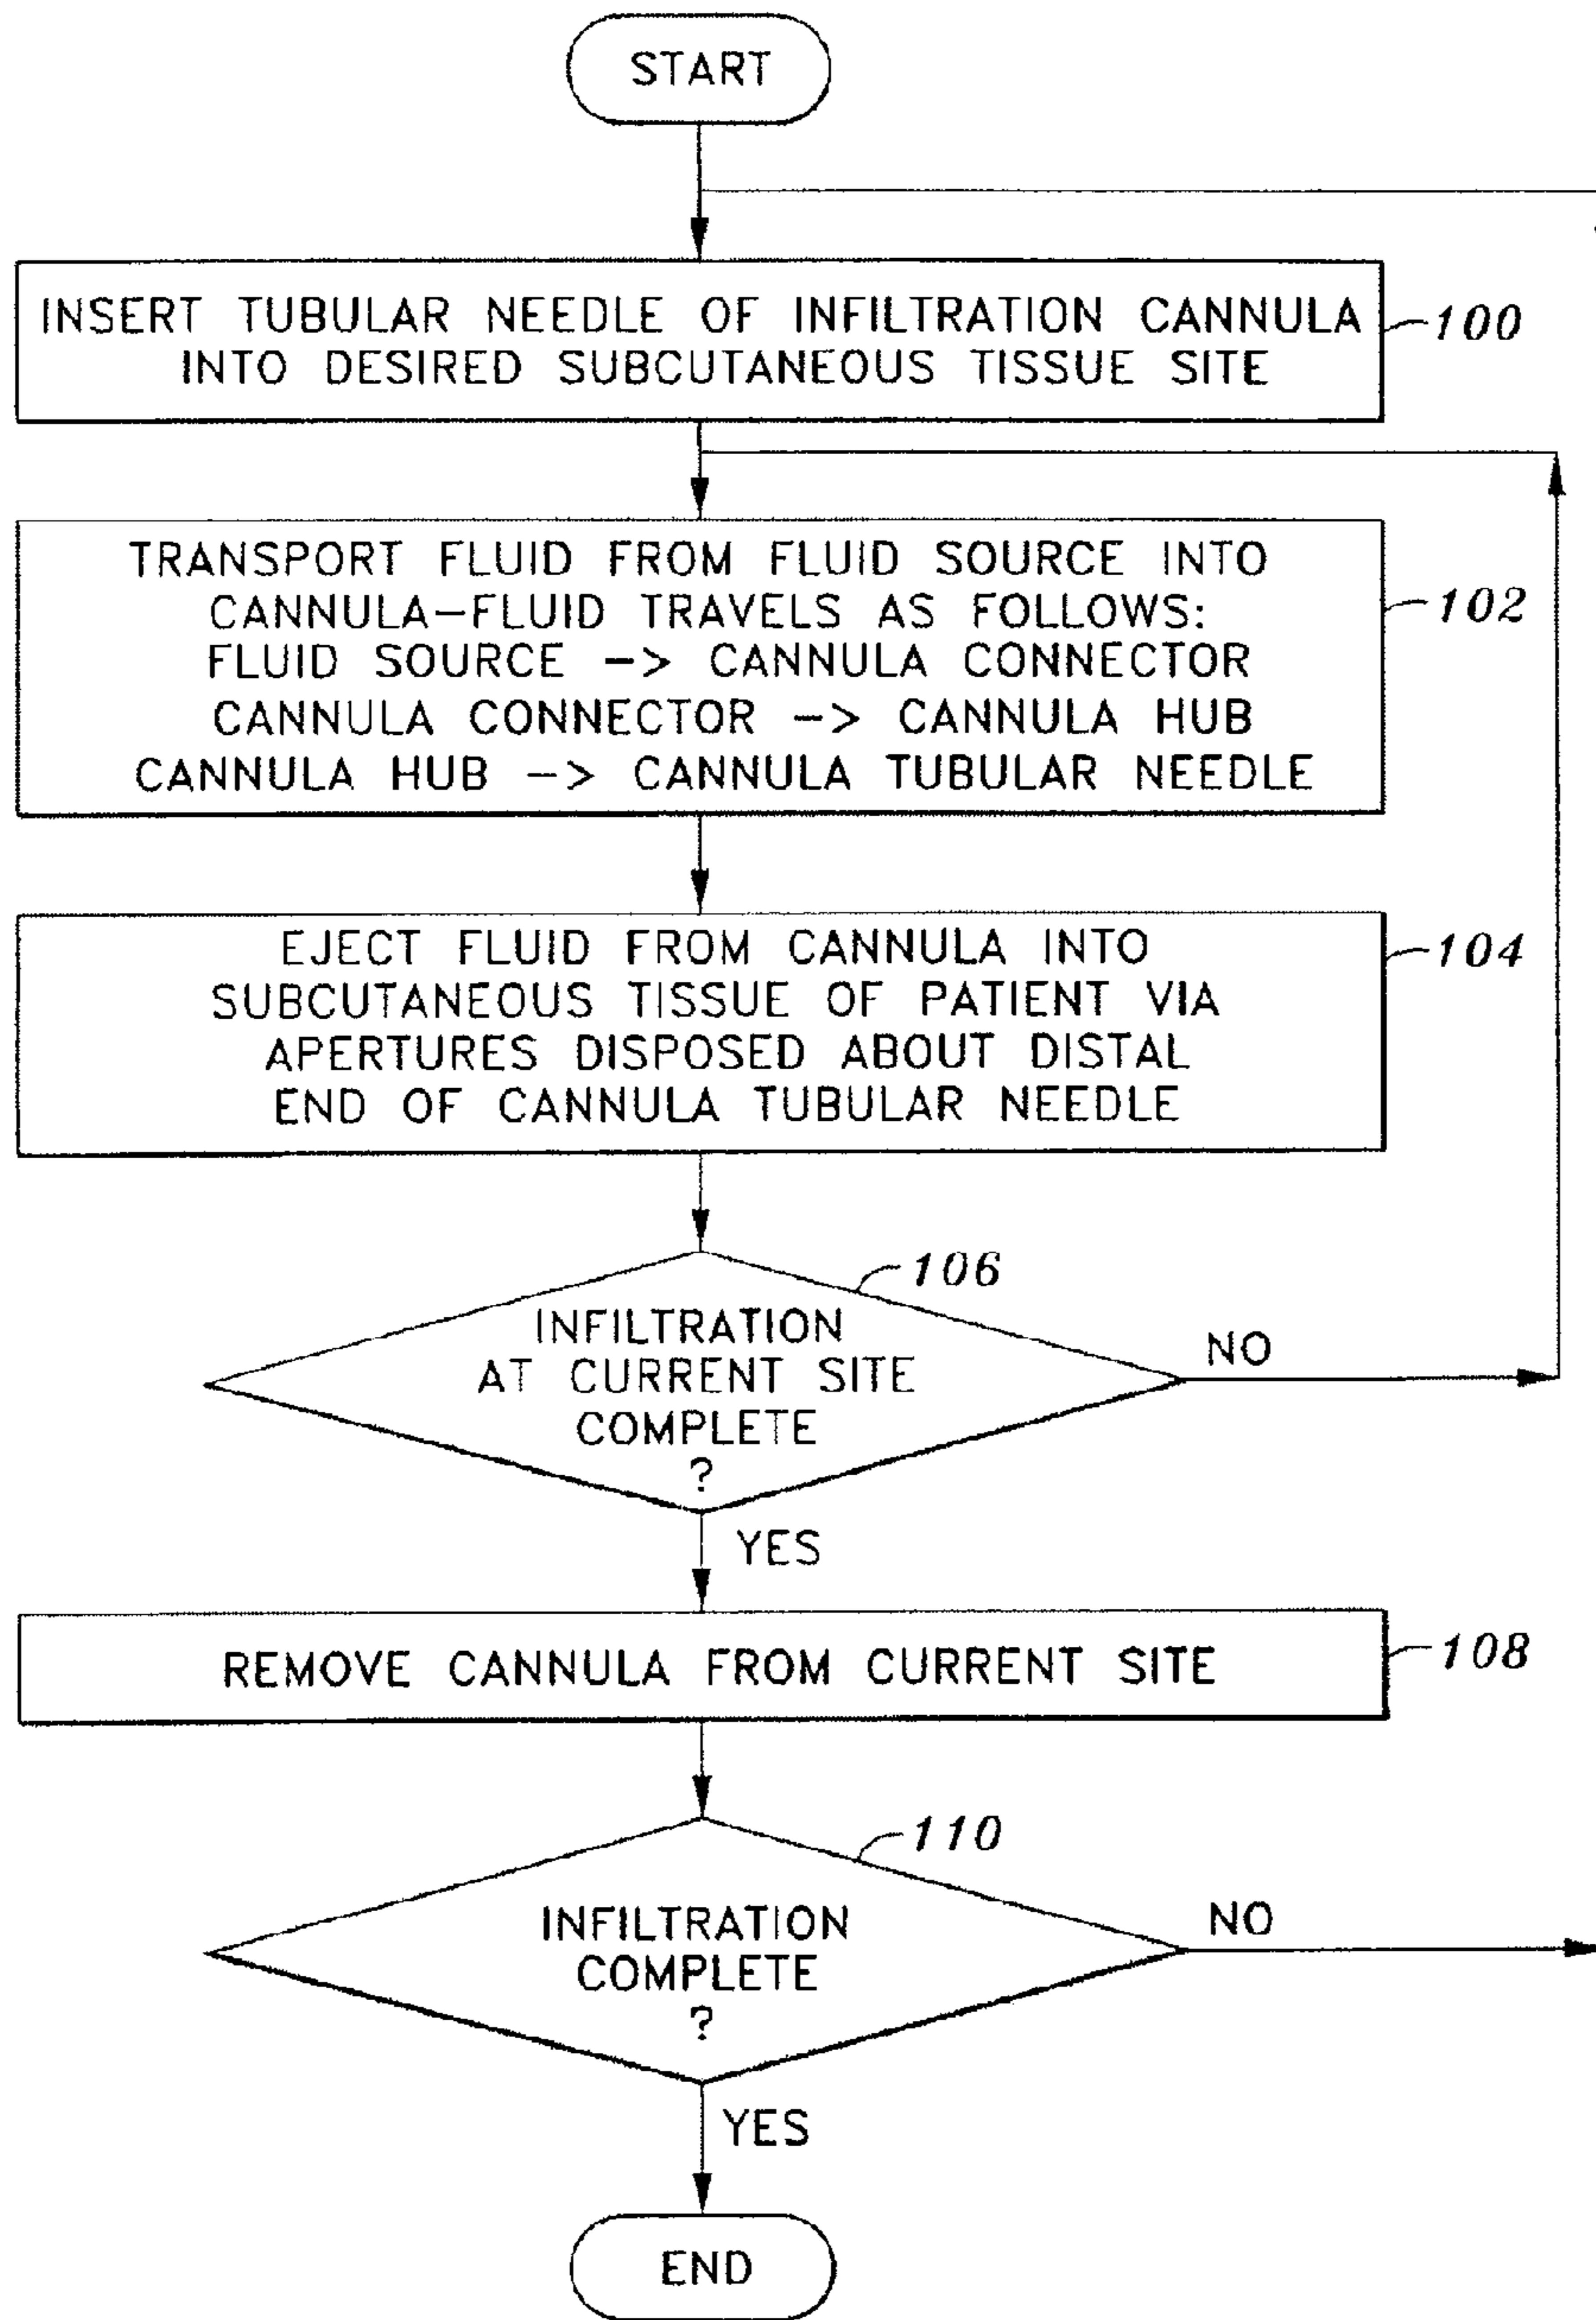 START
INSERT TUBULAR NEEDLE OF INFILTRATION CANNULA
INTO DESIRED SUBCUTANEOUS TISSUE SITE
100
TRANSPORT FLUID FROM FLUID SOURCE INTO
CANNULA–FLUID TRAVELS AS FOLLOWS:
FLUID SOURCE –> CANNULA CONNECTOR
CANNULA CONNECTOR –> CANNULA HUB
CANNULA HUB –> CANNULA TUBULAR NEEDLE
102
EJECT FLUID FROM CANNULA INTO
SUBCUTANEOUS TISSUE OF PATIENT VIA
APERTURES DISPOSED ABOUT DISTAL
END OF CANNULA TUBULAR NEEDLE
104
106
INFILTRATION
AT CURRENT SITE
COMPLETE
?
NO
YES
REMOVE CANNULA FROM CURRENT SITE
108
110
INFILTRATION
COMPLETE
?
NO
YES
END